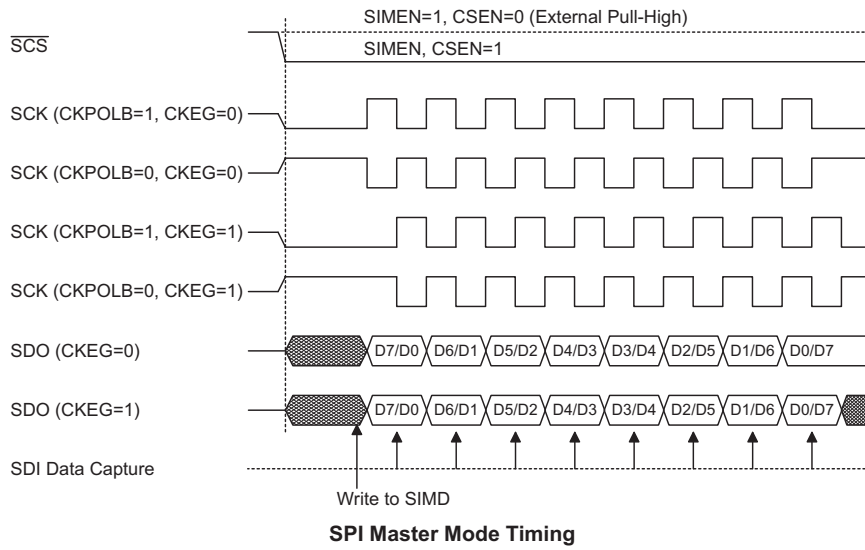 SIMEN=1, CSEN=0 (External Pull-High)
SCS
SIMEN, CSEN=1
SCK (CKPOLB=1, CKEG=0)
SCK (CKPOLB=0, CKEG=0)
SCK (CKPOLB=1, CKEG=1)
SCK (CKPOLB=0, CKEG=1)
SDO (CKEG=0) D7/D0 D6/D1 D5/D2 D4/D3 D3/D4 D2/D5 D1/D6 D0/D7
SDO (CKEG=1) D7/D0 D6/D1 D5/D2 D4/D3 D3/D4 D2/D5 D1/D6 D0/D7
SDI Data Capture
Write to SIMD
SPI Master Mode Timing